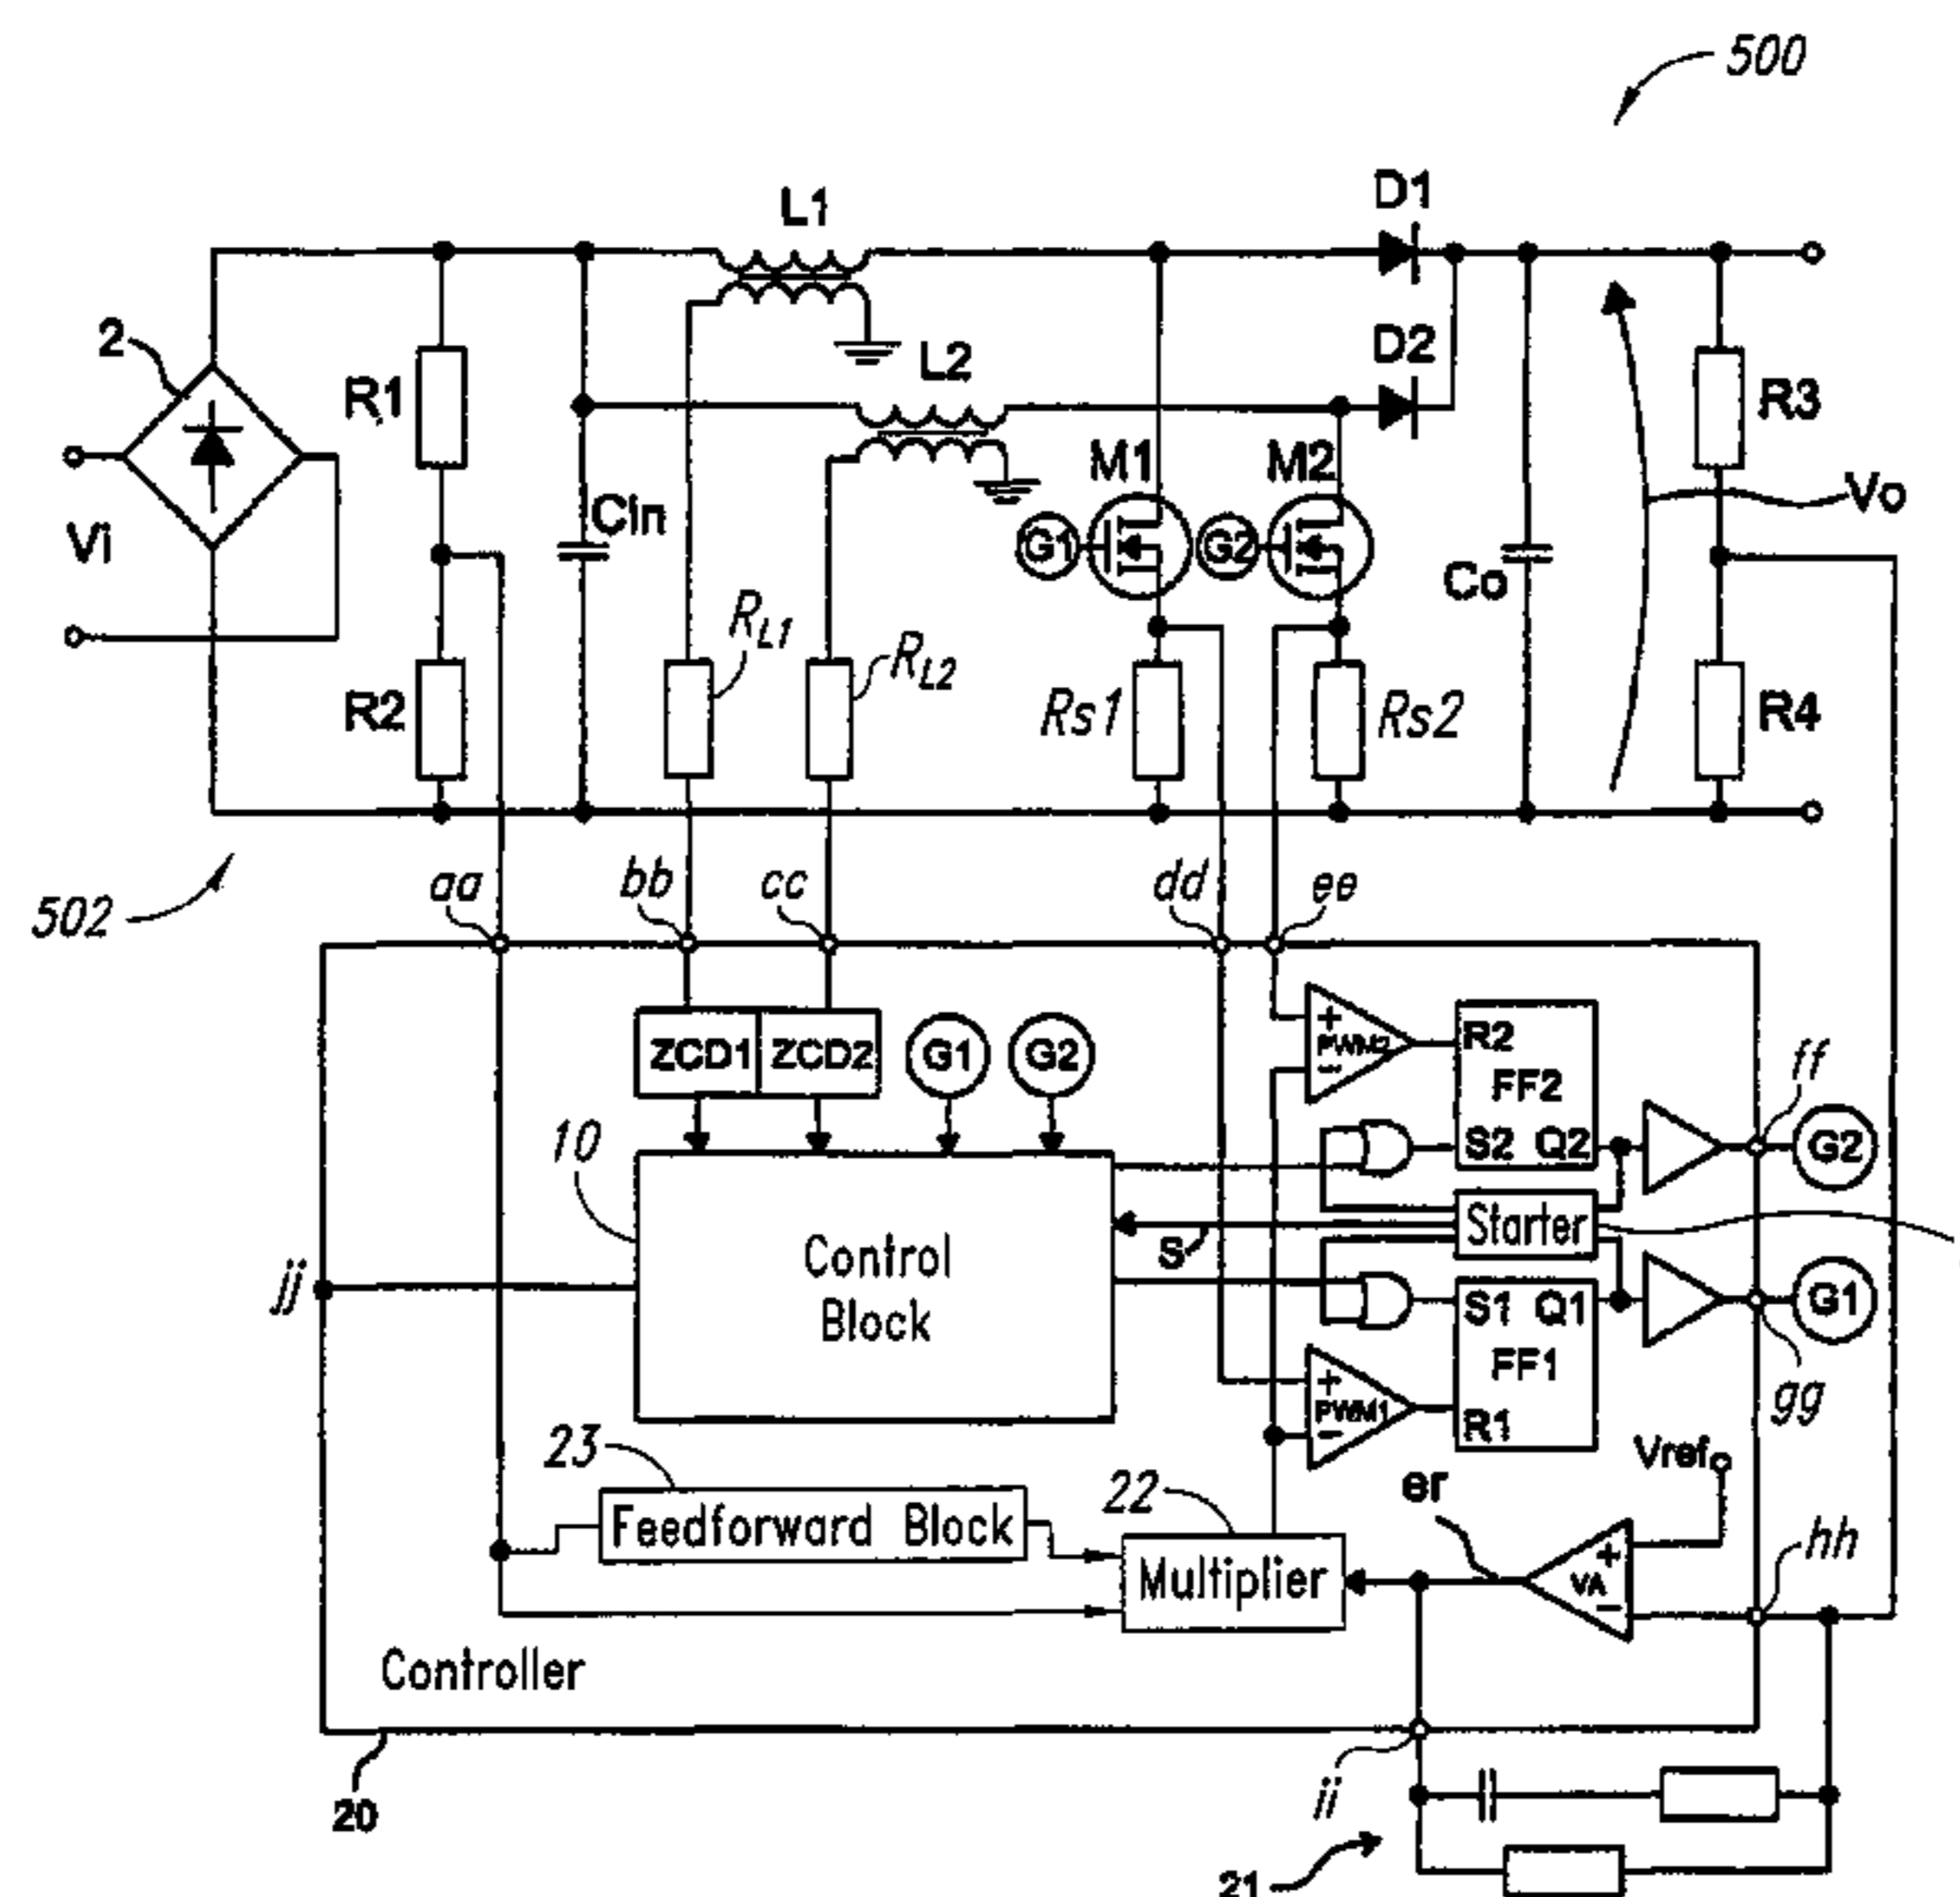 500
D1
L1
2
R1
L2
D2
R3
M1
M2
Vo
Vi
Cin
G1
G2
Co
RL1
RL2
R2
Rs1
Rs2
R4
502
aa
bb
cc
dd
ee
ZCD1
ZCD2
G1
G2
+
PWM2
−
R2
FF2
S2 Q2
ff
G2
10
Control
Block
S
Starter
jj
S1 Q1
FF1
R1
G1
gg
+
PWM1
−
23
Feedforward Block
22
Multiplier
er
Vref
+
VA
−
hh
Controller
20
ii
21